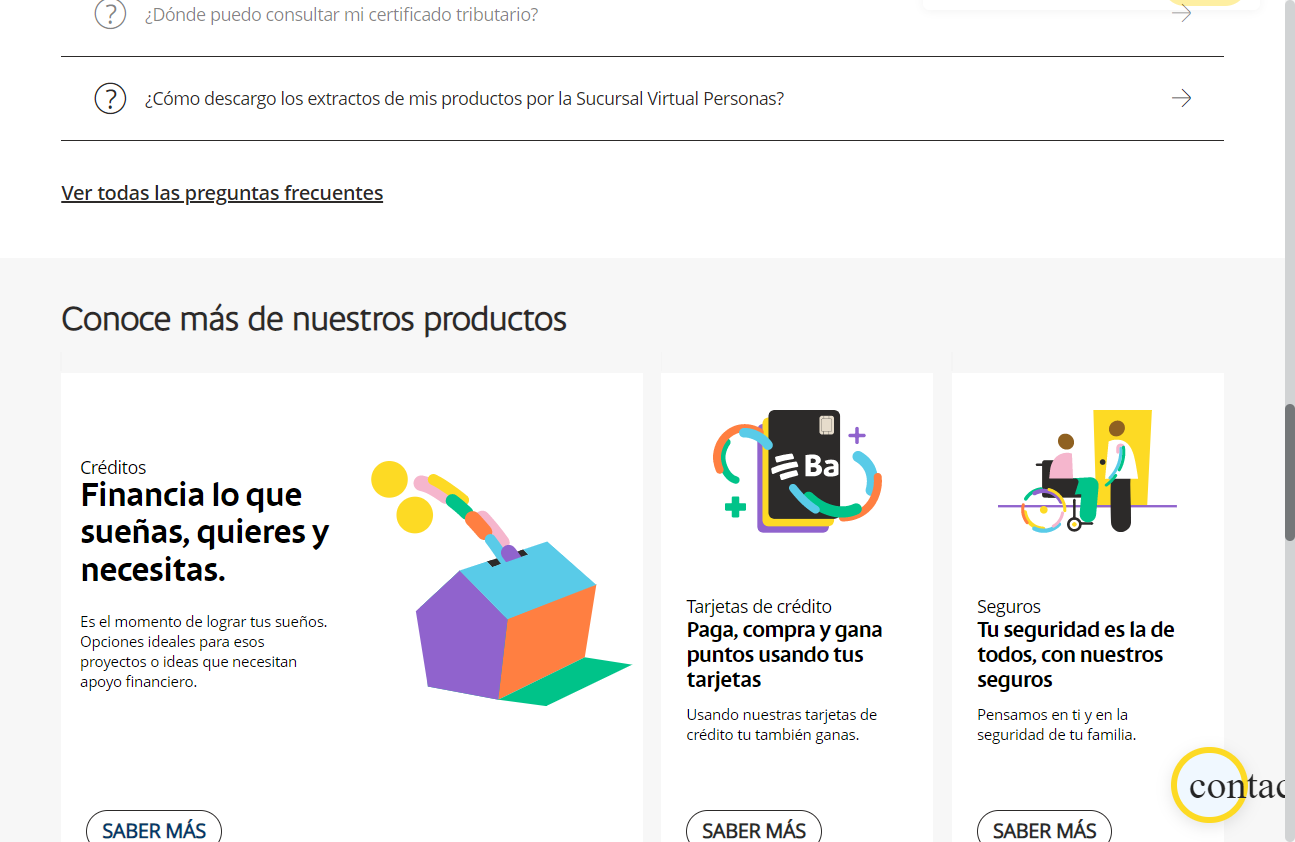 ¿Dónde puedo consultar mi certificado tributario?
¿Cómo descargo los extractos de mis productos por la Sucursal Virtual Personas?
Ver todas las preguntas frecuentes
Conoce más de nuestros productos
Créditos
Financia lo que
sueñas, quieres y
necesitas.
Es el momento de lograr tus sueños.
Opciones ideales para esos
proyectos o ideas que necesitan
apoyo financiero.
SABER MÁS
Ba
Tarjetas de crédito
Paga, compra y gana
puntos usando tus
tarjetas
Usando nuestras tarjetas de
crédito tu también ganas.
SABER MÁS
Seguros
Tu seguridad es la de
todos, con nuestros
seguros
Pensamos en ti y en la
seguridad de tu familia.
SABER MÁS
contac